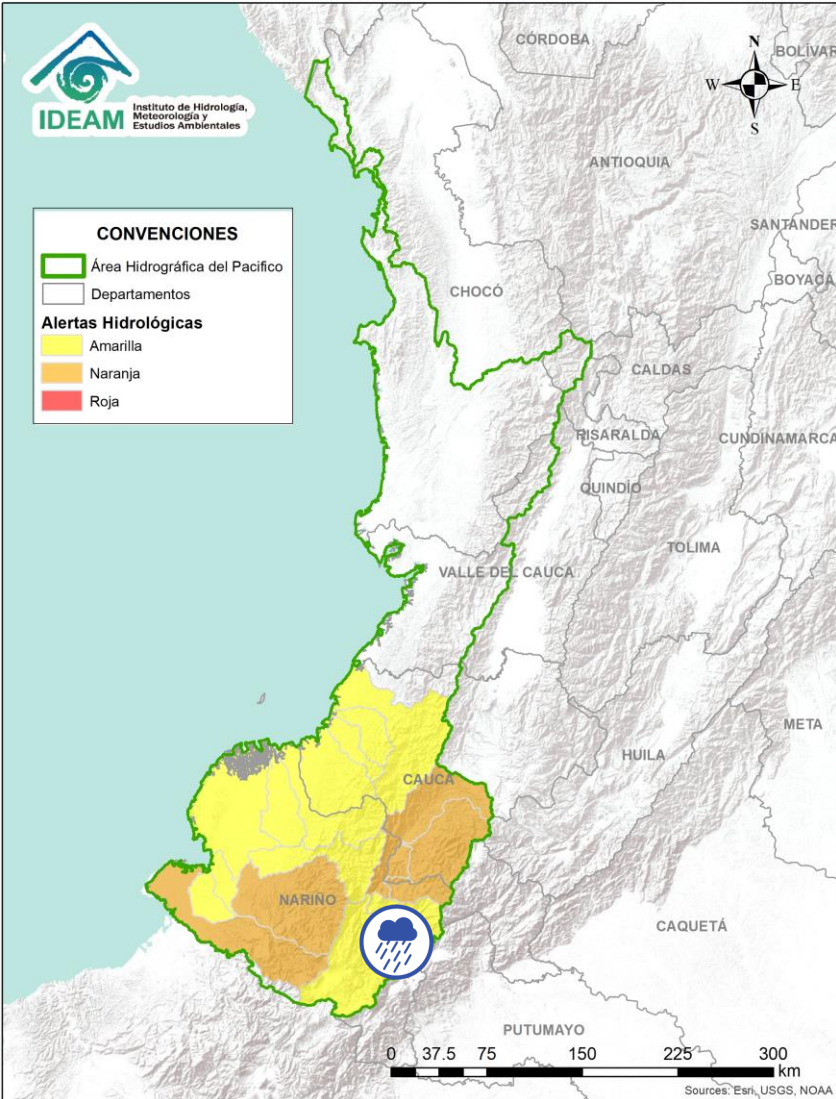 IDEAM
Instituto de Hidrología,
Meteorología y
Estudios Ambientales
N
W
E
S
CONVENCIONES
Área Hidrográfica del Pacifico
Departamentos
Alertas Hidrológicas
Amarilla
Naranja
Roja
CÓRDOBA
BOLÍVAR
ANTIOQUIA
SANTANDER
BOYACÁ
CHOCÓ
CALDAS
RISARALDA
CUNDINAMARCA
QUINDÍO
TOLIMA
VALLE DEL CAUCA
META
HUILA
CAUCA
NARIÑO
CAQUETÁ
PUTUMAYO
0 37.5 75 150 225 300
km
Sources: Esri, USGS, NOAA